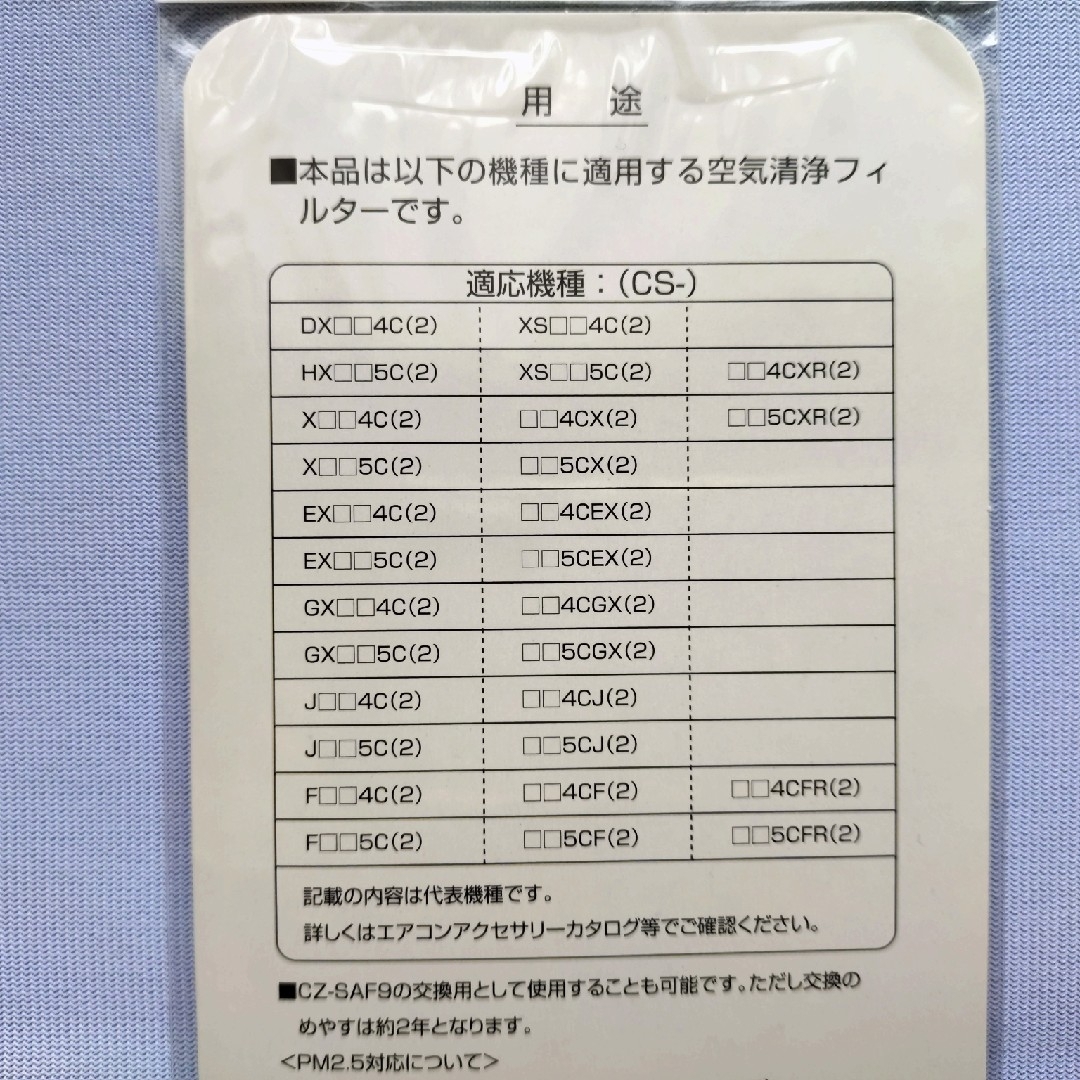 用　途
■本品は以下の機種に適用する空気清浄フィ
ルターです。
適応機種：(CS-)
DX□□4C(2) XS□□4C(2)
HX□□5C(2) XS□□5C(2) □□4CXR(2)
X□□4C(2) □□4CX(2) □□5CXR(2)
X□□5C(2) □□5CX(2)
EX□□4C(2) □□4CEX(2)
EX□□5C(2) □□5CEX(2)
GX□□4C(2) □□4CGX(2)
GX□□5C(2) □□5CGX(2)
J□□4C(2) □□4CJ(2)
J□□5C(2) □□5CJ(2)
F□□4C(2) □□4CF(2) □□4CFR(2)
F□□5C(2) □□5CF(2) □□5CFR(2)
記載の内容は代表機種です。
詳しくはエアコンアクセサリーカタログ等でご確認ください。
■CZ-SAF9の交換用として使用することも可能です。ただし交換の
めやすは約2年となります。
＜PM2.5対応について＞